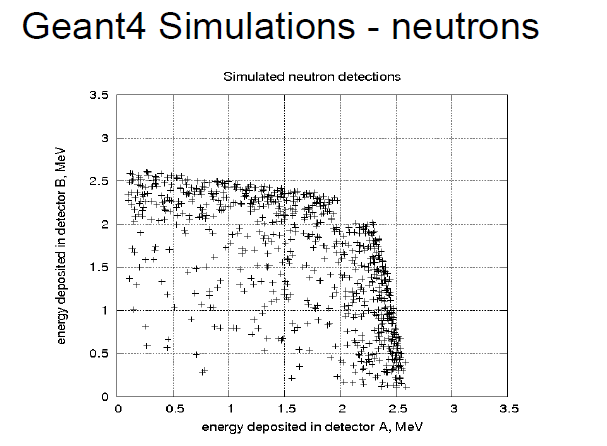 Geant4 Simulations - neutrons
Simulated neutron detections
energy deposited in detector B, MeV
3.5
3
2.5
2
1.5
1
0.5
0
0 0.5 1 1.5 2 2.5 3 3.5
energy deposited in detector A, MeV